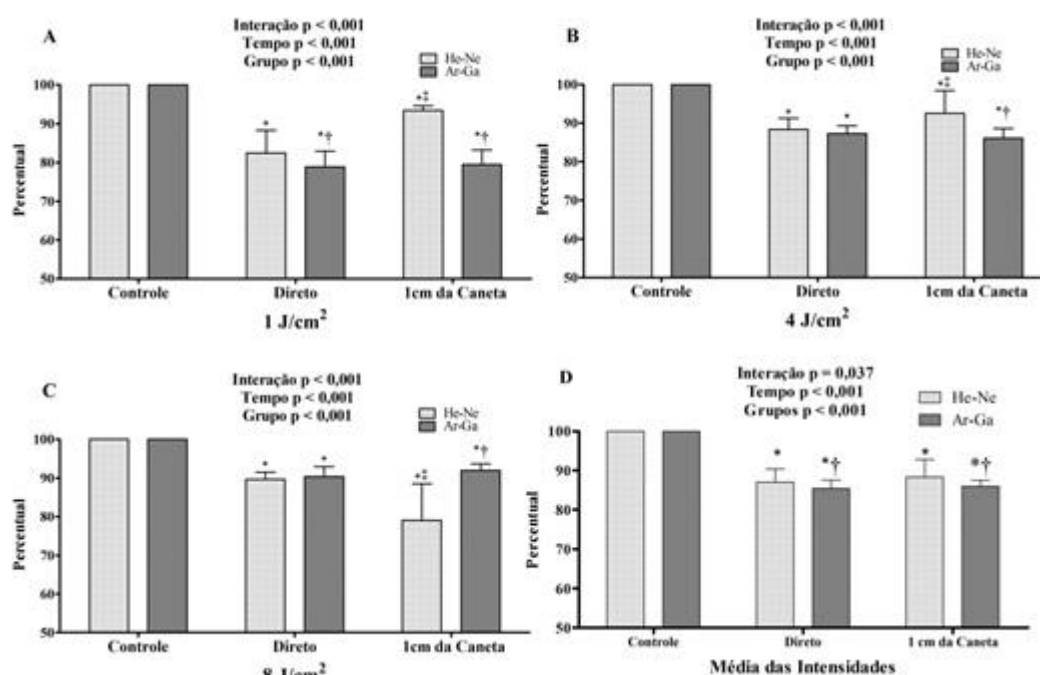 A
Interação p < 0,001
Tempo p < 0,001
Grupo p < 0,001
He-Ne
Ar-Ga
Percentual
100
90
80
70
60
50
*
*†
*‡
*†
Controle
Direto
1cm da Caneta
1 J/cm²
B
Interação p < 0,001
Tempo p < 0,001
Grupo p < 0,001
He-Ne
Ar-Ga
Percentual
100
90
80
70
60
50
*
*
*‡
*†
Controle
Direto
1cm da Caneta
4 J/cm²
C
Interação p < 0,001
Tempo p < 0,001
Grupo p < 0,001
He-Ne
Ar-Ga
Percentual
100
90
80
70
60
50
*
*
*‡
*†
Controle
Direto
1cm da Caneta
8 J/cm²
D
Interação p = 0,037
Tempo p < 0,001
Grupos p < 0,001
He-Ne
Ar-Ga
Percentual
100
90
80
70
60
50
*
*†
*
*†
Controle
Direto
1 cm da Caneta
Média das Intensidades